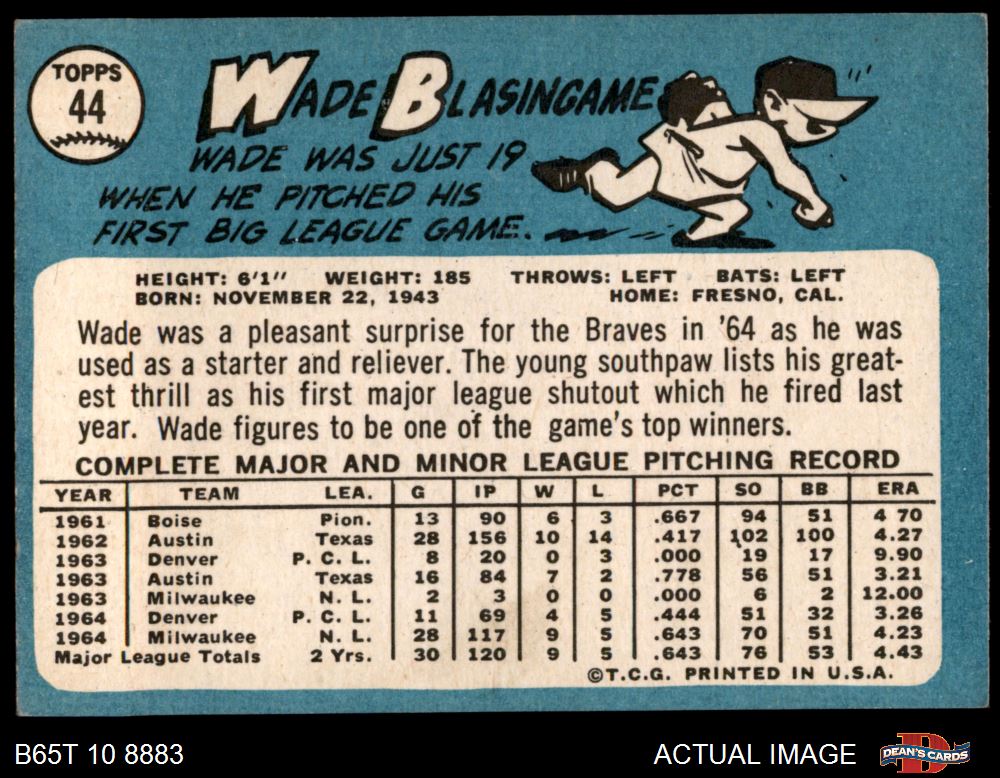 TOPPS
44
WADE BLASINGAME
WADE WAS JUST 19
WHEN HE PITCHED HIS
FIRST BIG LEAGUE GAME.
HEIGHT: 6'1" WEIGHT: 185 THROWS: LEFT BATS: LEFT
BORN: NOVEMBER 22, 1943 HOME: FRESNO, CAL.
Wade was a pleasant surprise for the Braves in '64 as he was
used as a starter and reliever. The young southpaw lists his great-
est thrill as his first major league shutout which he fired last
year. Wade figures to be one of the game's top winners.
COMPLETE MAJOR AND MINOR LEAGUE PITCHING RECORD
YEAR TEAM LEA. G IP W L PCT SO BB ERA
1961 Boise Pion. 13 90 6 3 .667 94 51 4 70
1962 Austin Texas 28 156 10 14 .417 102 100 4.27
1963 Denver P. C. L. 8 20 0 3 .000 19 17 9.90
1963 Austin Texas 16 84 7 2 .778 56 51 3.21
1963 Milwaukee N. L. 2 3 0 0 .000 6 2 12.00
1964 Denver P. C. L. 11 69 4 5 .444 51 32 3.26
1964 Milwaukee N. L. 28 117 9 5 .643 70 51 4.23
Major League Totals 2 Yrs. 30 120 9 5 .643 76 53 4.43
©T.C.G. PRINTED IN U.S.A.
B65T 10 8883 ACTUAL IMAGE DEAN'S CARDS